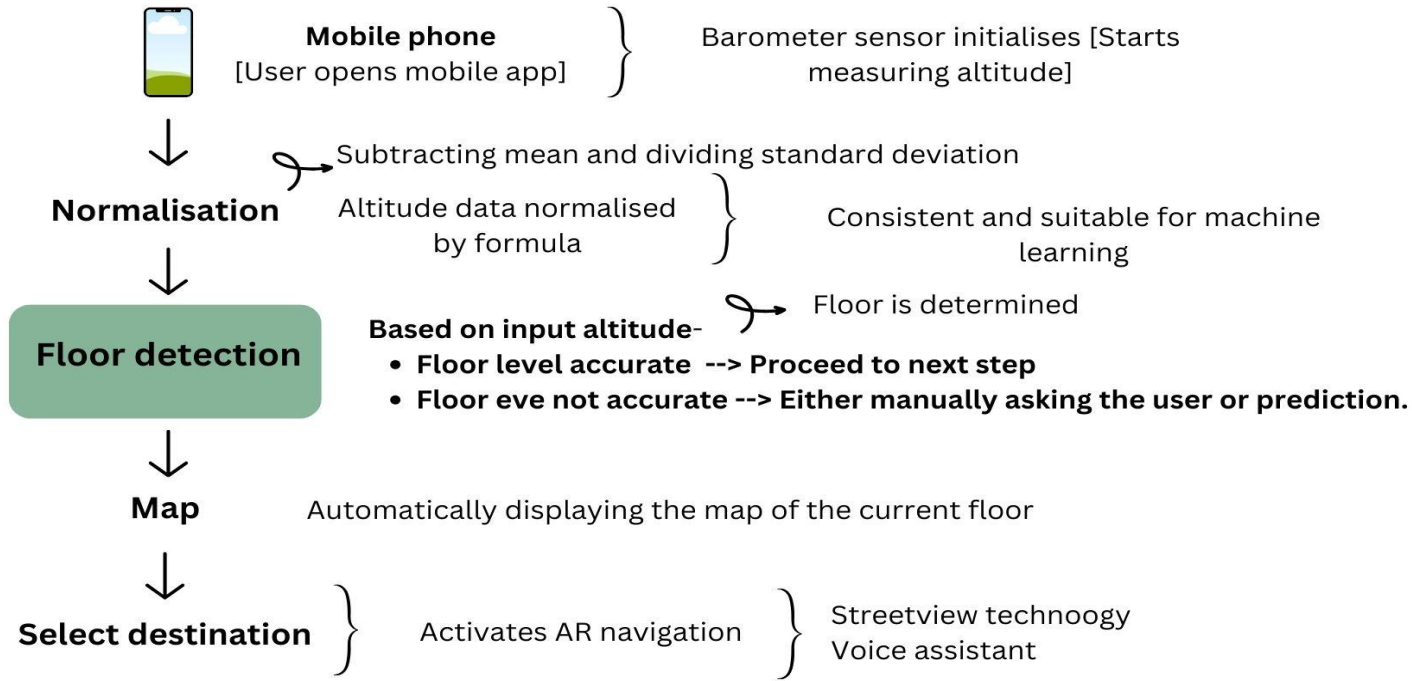 Mobile phone
[User opens mobile app]
Barometer sensor initialises [Starts
measuring altitude]
Subtracting mean and dividing standard deviation
Normalisation
Altitude data normalised
by formula
Consistent and suitable for machine
learning
Floor detection
Floor is determined
Based on input altitude-
• Floor level accurate --> Proceed to next step
• Floor eve not accurate --> Either manually asking the user or prediction.
Map
Automatically displaying the map of the current floor
Select destination
Activates AR navigation
Streetview technoogy
Voice assistant